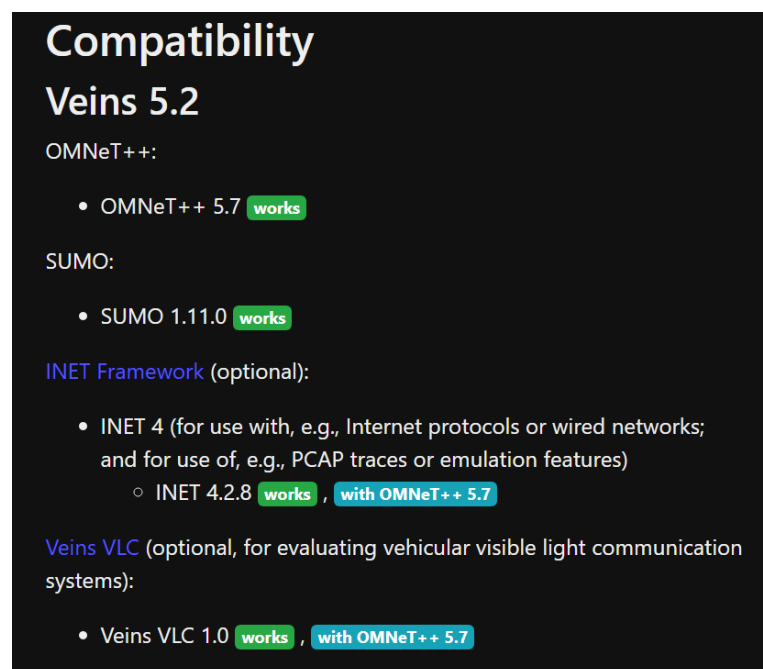 Compatibility
Veins 5.2
OMNeT++:
• OMNeT++ 5.7 works
SUMO:
• SUMO 1.11.0 works
INET Framework (optional):
• INET 4 (for use with, e.g., Internet protocols or wired networks;
and for use of, e.g., PCAP traces or emulation features)
◦ INET 4.2.8 works , with OMNeT++ 5.7
Veins VLC (optional, for evaluating vehicular visible light communication
systems):
• Veins VLC 1.0 works , with OMNeT++ 5.7